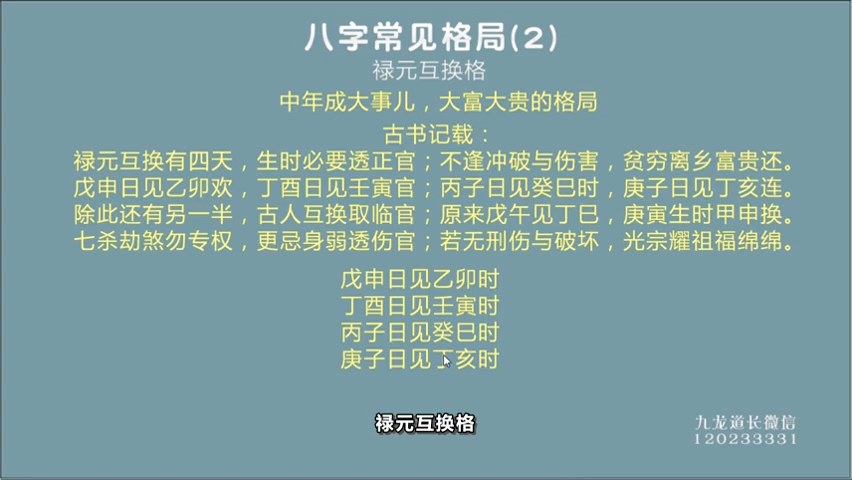 八字常见格局(2)
禄元互换格
中年成大事儿，大富大贵的格局
古书记载：
禄元互换有四天，生时必要透正官；不逢冲破与伤害，贫穷离乡富贵还。
戊申日见乙卯欢，丁酉日见壬寅官；丙子日见癸巳时，庚子日见丁亥连。
除此还有另一半，古人互换取临官；原来戊午见丁巳，庚寅生时甲申换。
七杀劫煞勿专权，更忌身弱透伤官；若无刑伤与破坏，光宗耀祖福绵绵。
戊申日见乙卯时
丁酉日见壬寅时
丙子日见癸巳时
庚子日见丁亥时
禄元互换格
九龙道长微信
120233331